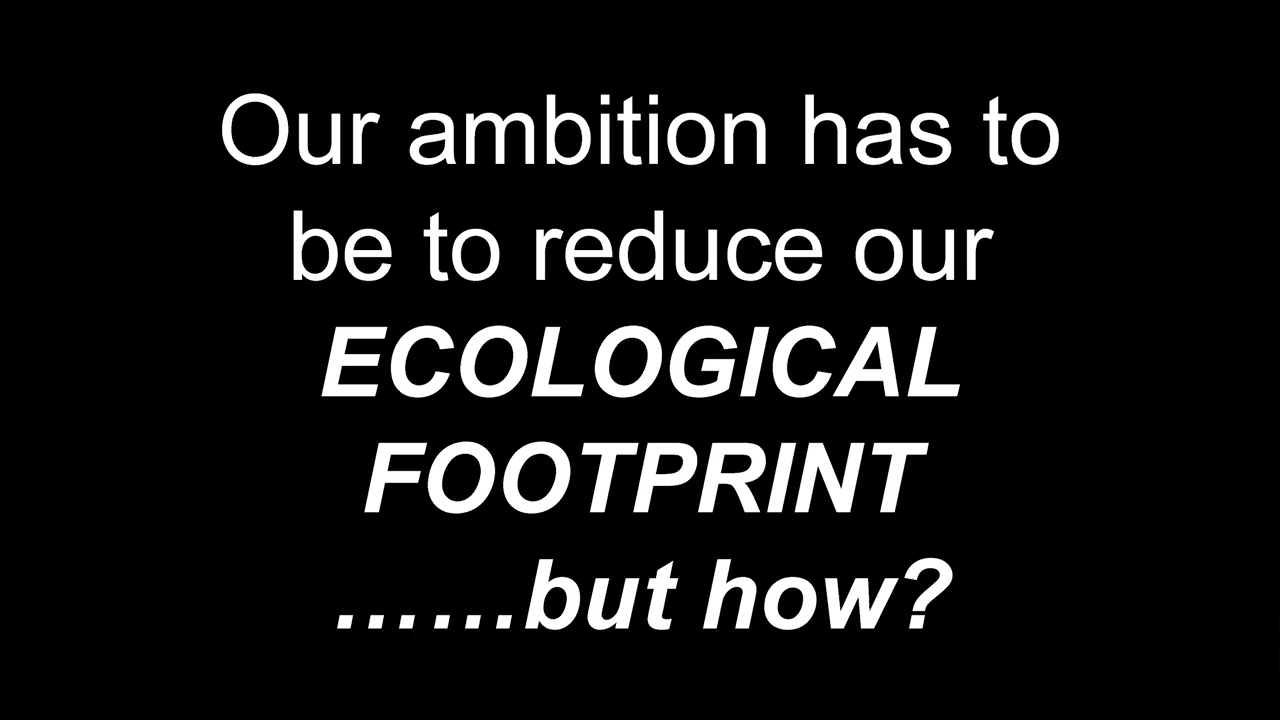 Our ambition has to
be to reduce our
ECOLOGICAL
FOOTPRINT
……but how?